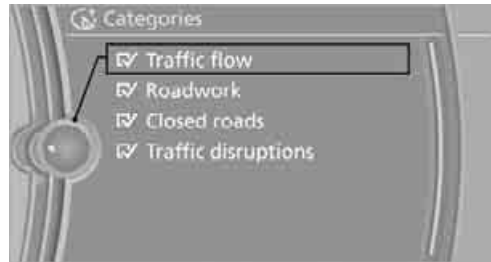 Categories
Traffic flow
Roadwork
Closed roads
Traffic disruptions